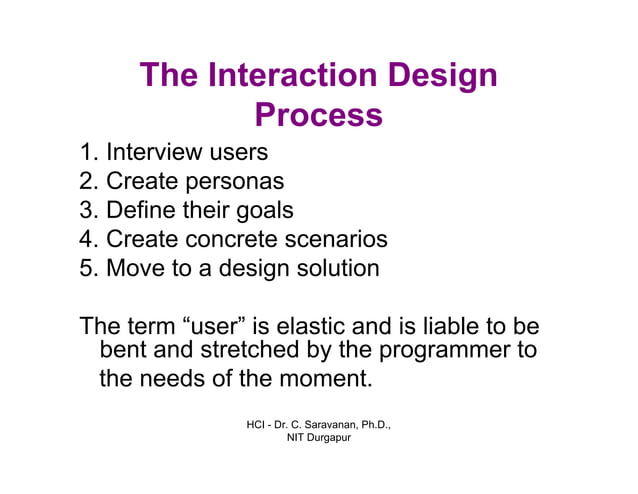 The Interaction Design
Process
1. Interview users
2. Create personas
3. Define their goals
4. Create concrete scenarios
5. Move to a design solution
The term “user” is elastic and is liable to be
bent and stretched by the programmer to
the needs of the moment.
HCI - Dr. C. Saravanan, Ph.D.,
NIT Durgapur